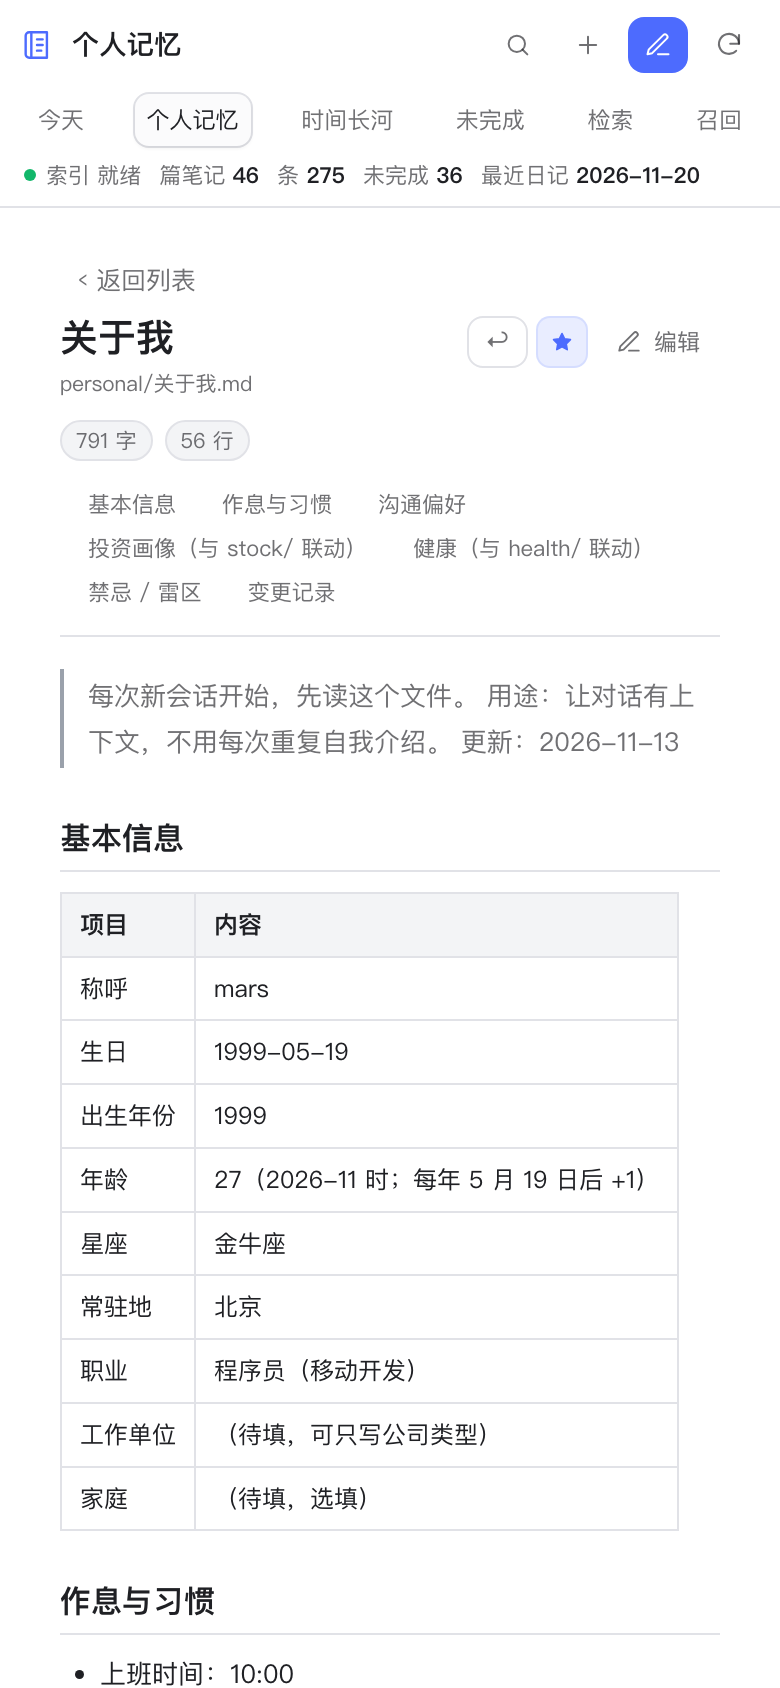 个人记忆
今天 个人记忆 时间长河 未完成 检索 召回
索引 就绪 篇笔记 46 条 275 未完成 36 最近日记 2026-11-20
< 返回列表
关于我
编辑
personal/关于我.md
791 字 56 行
基本信息 作息与习惯 沟通偏好
投资画像（与 stock/ 联动） 健康（与 health/ 联动）
禁忌 / 雷区 变更记录
每次新会话开始，先读这个文件。 用途：让对话有上
下文，不用每次重复自我介绍。 更新：2026-11-13
基本信息
项目 内容
称呼 mars
生日 1999-05-19
出生年份 1999
年龄 27（2026-11 时；每年 5 月 19 日后 +1）
星座 金牛座
常驻地 北京
职业 程序员（移动开发）
工作单位 （待填，可只写公司类型）
家庭 （待填，选填）
作息与习惯
• 上班时间：10:00